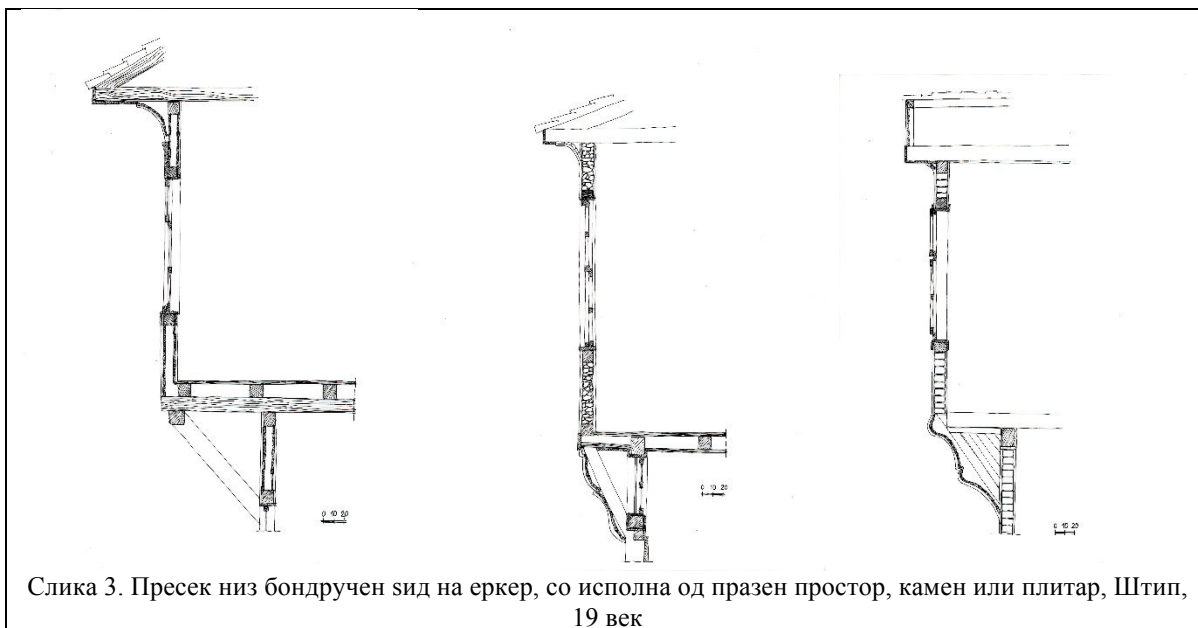 0 10 20
0 10 20
0 10 20
Слика 3. Пресек низ бондручен ѕид на еркер, со исполна од празен простор, камен или плитар, Штип,
19 век